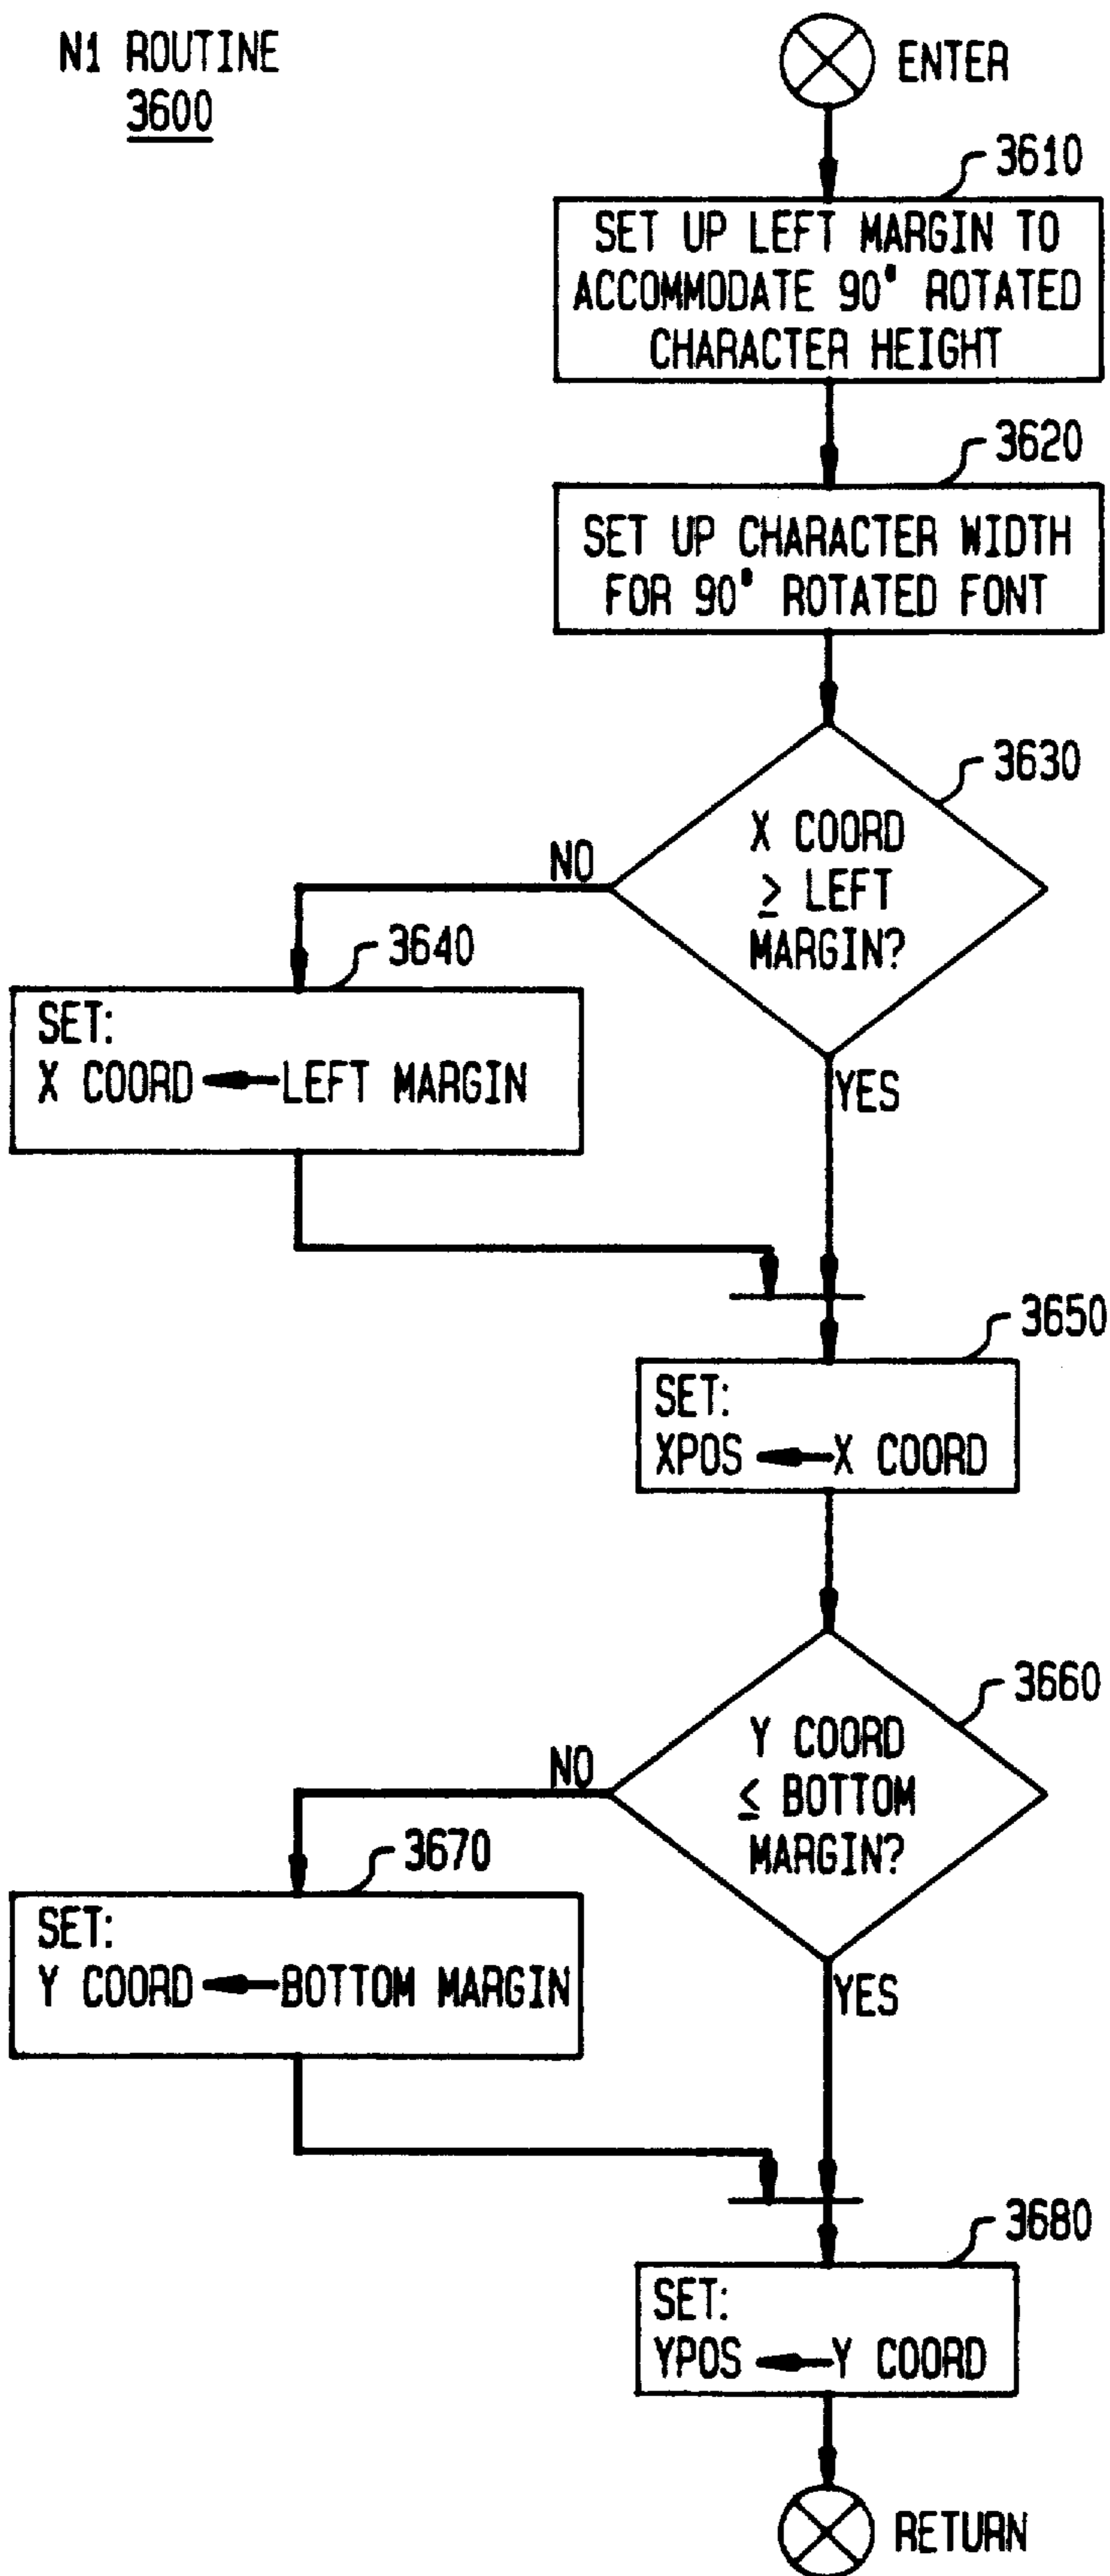 N1 ROUTINE
3600
ENTER
3610
SET UP LEFT MARGIN TO
ACCOMMODATE 90° ROTATED
CHARACTER HEIGHT
3620
SET UP CHARACTER WIDTH
FOR 90° ROTATED FONT
3630
X COORD
≥ LEFT
MARGIN?
NO
YES
3640
SET:
X COORD ← LEFT MARGIN
3650
SET:
XPOS ← X COORD
3660
Y COORD
≤ BOTTOM
MARGIN?
NO
YES
3670
SET:
Y COORD ← BOTTOM MARGIN
3680
SET:
YPOS ← Y COORD
RETURN